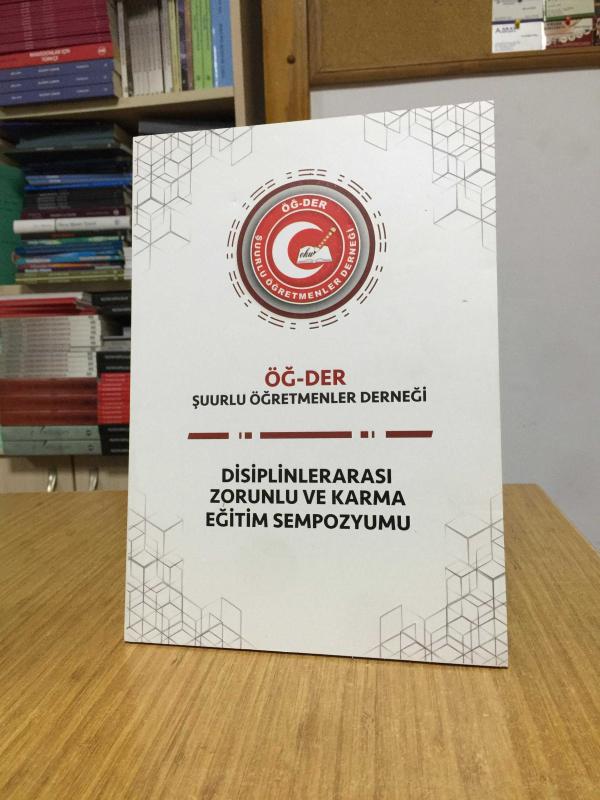 ÖĞ-DER
ŞUURLU ÖĞRETMENLER DERNEĞİ
oku
ÖĞ-DER
ŞUURLU ÖĞRETMENLER DERNEĞİ
DİSİPLİNLERARASI
ZORUNLU VE KARMA
EĞİTİM SEMPOZYUMU